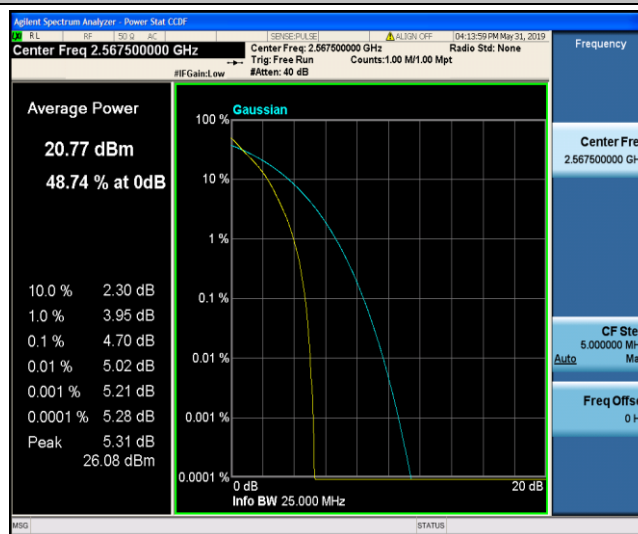 Agilent Spectrum Analyzer - Power Stat CCDF
RL RF 50 Ω AC SENSE:PULSE ALIGN OFF 04:13:59 PM May 31, 2019
Center Freq 2.567500000 GHz
Center Freq: 2.567500000 GHz Radio Std: None
Trig: Free Run Counts:1.00 M/1.00 Mpt
#IFGain:Low #Atten: 40 dB
Frequency
Average Power
20.77 dBm
48.74 % at 0dB
10.0 % 2.30 dB
1.0 % 3.95 dB
0.1 % 4.70 dB
0.01 % 5.02 dB
0.001 % 5.21 dB
0.0001 % 5.28 dB
Peak 5.31 dB
26.08 dBm
Gaussian
100 %
10 %
1 %
0.1 %
0.01 %
0.001 %
0.0001 %
0 dB 20 dB
Info BW 25.000 MHz
Center Fre
2.567500000 GH
CF Ste
5.000000 MH
Auto Ma
Freq Offs
0 H
MSG STATUS